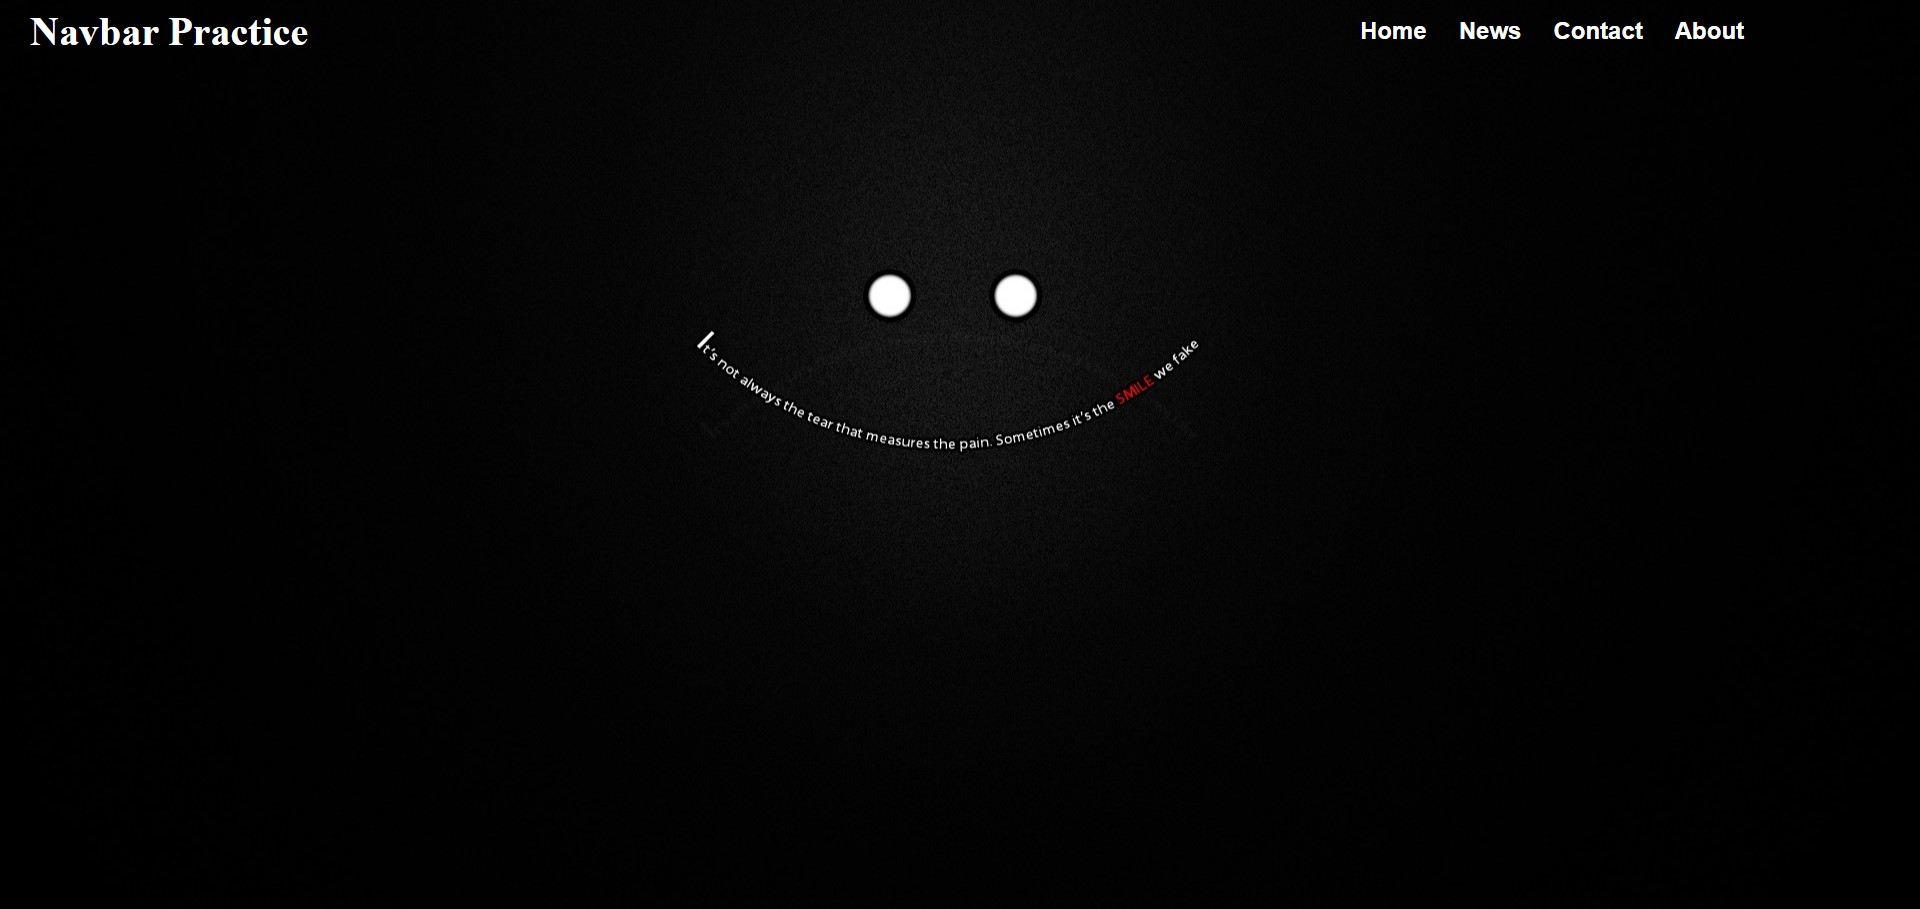 Navbar Practice
Home News Contact About
It's not always the tear that measures the pain. Sometimes it's the SMILE we fake